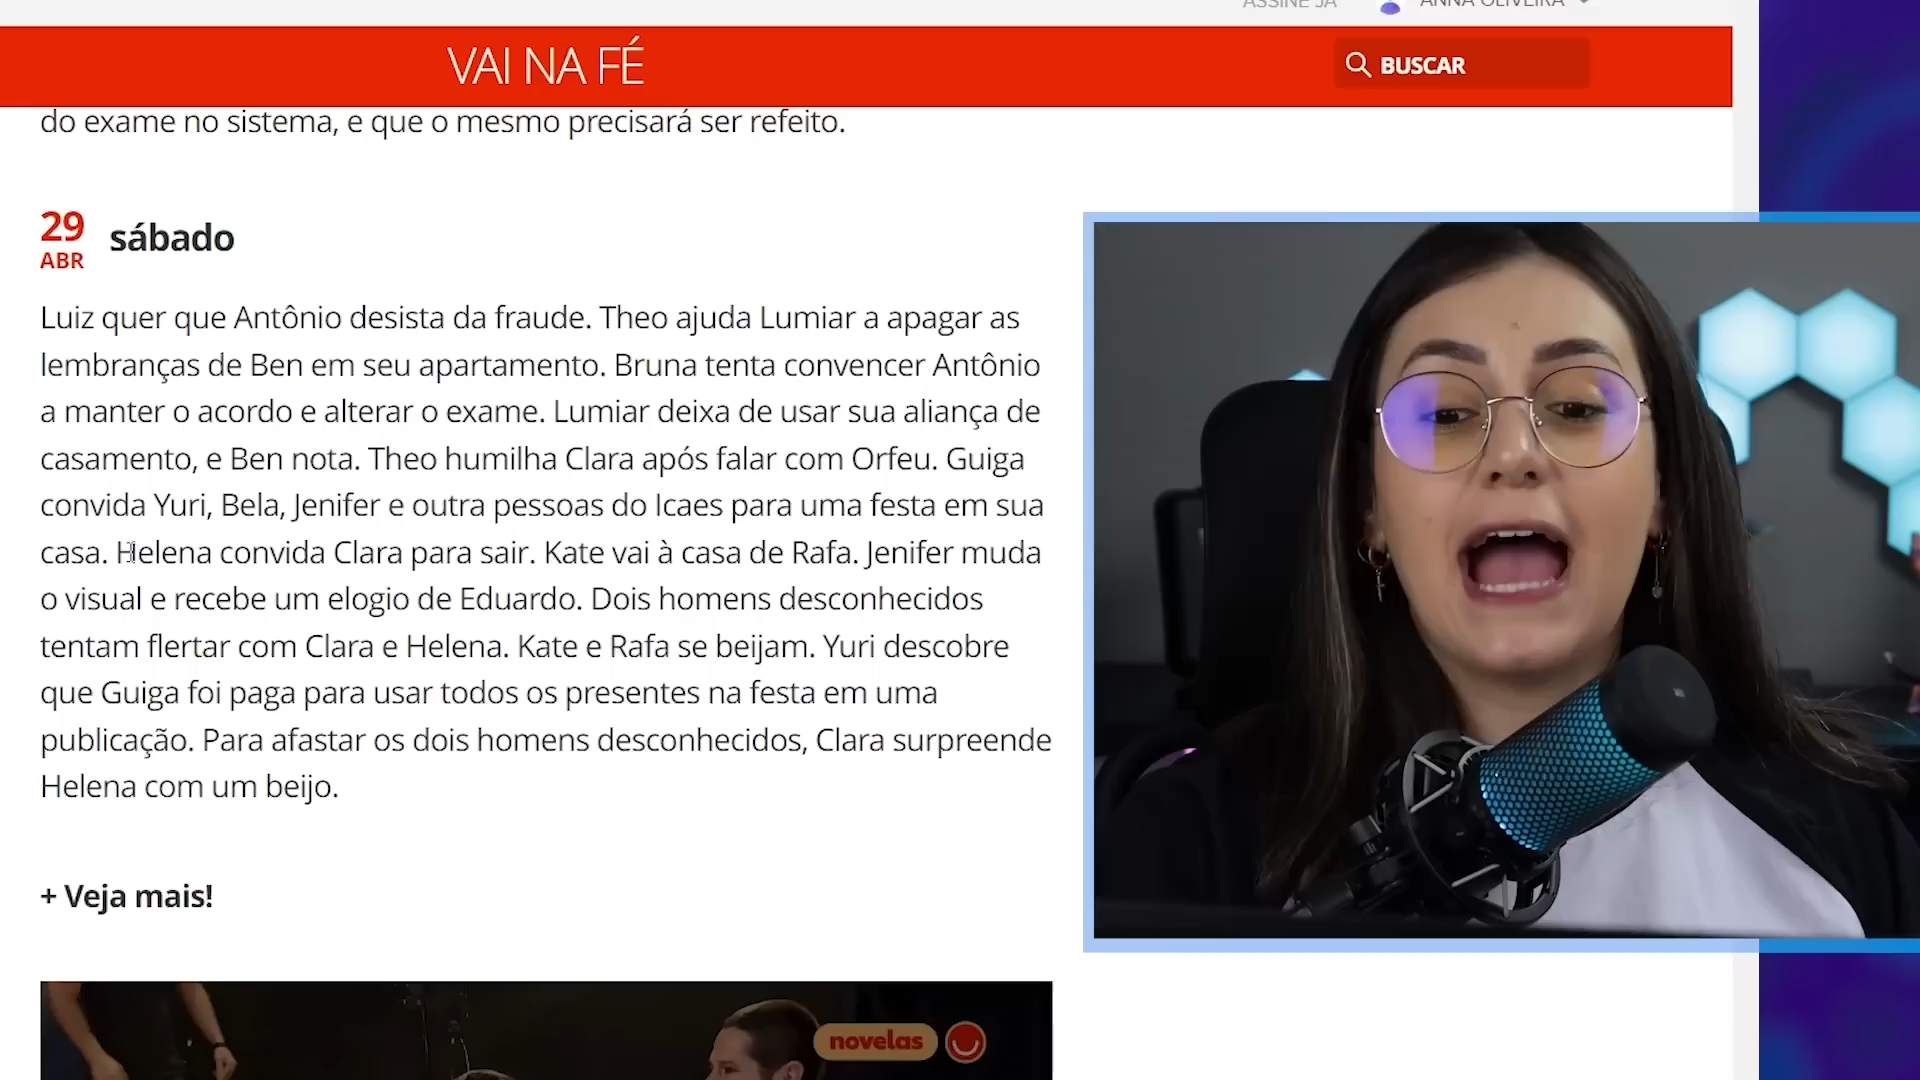 ASSINE JÁ
ANNA OLIVEIRA
VAI NA FÉ
BUSCAR
do exame no sistema, e que o mesmo precisará ser refeito.
29
ABR
sábado
Luiz quer que Antônio desista da fraude. Theo ajuda Lumiar a apagar as
lembranças de Ben em seu apartamento. Bruna tenta convencer Antônio
a manter o acordo e alterar o exame. Lumiar deixa de usar sua aliança de
casamento, e Ben nota. Theo humilha Clara após falar com Orfeu. Guiga
convida Yuri, Bela, Jenifer e outra pessoas do Icaes para uma festa em sua
casa. Helena convida Clara para sair. Kate vai à casa de Rafa. Jenifer muda
o visual e recebe um elogio de Eduardo. Dois homens desconhecidos
tentam flertar com Clara e Helena. Kate e Rafa se beijam. Yuri descobre
que Guiga foi paga para usar todos os presentes na festa em uma
publicação. Para afastar os dois homens desconhecidos, Clara surpreende
Helena com um beijo.
+ Veja mais!
novelas